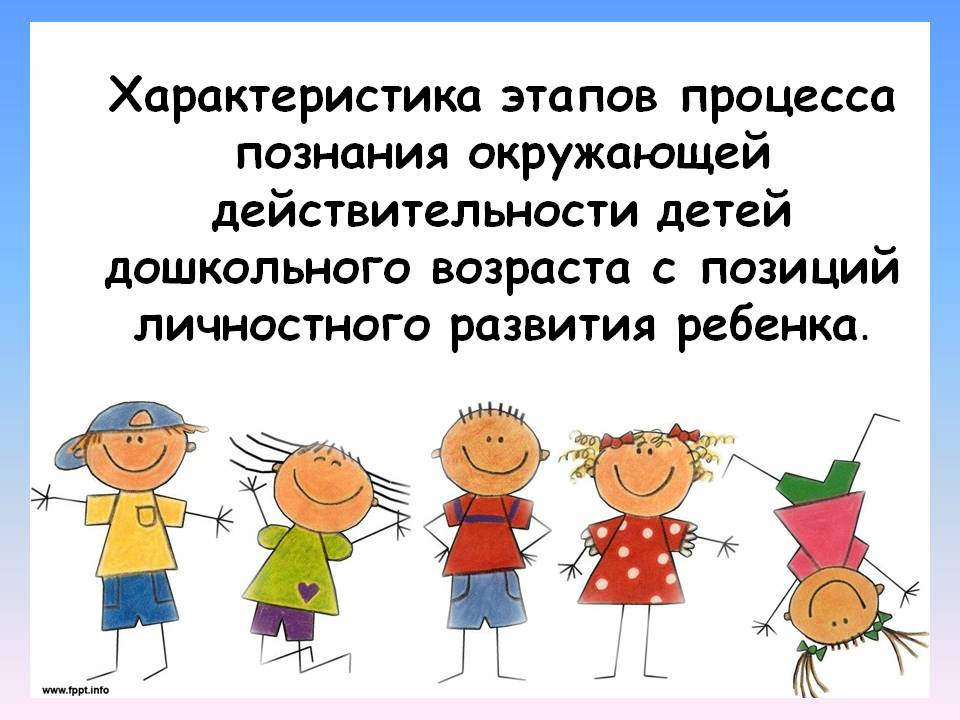 Характеристика этапов процесса
познания окружающей
действительности детей
дошкольного возраста с позиций
личностного развития ребенка.
www.fppt.info